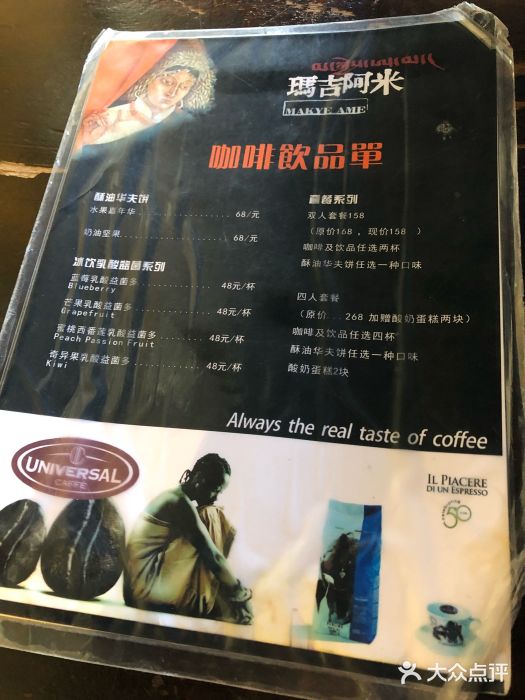 瑪吉阿米
MAKYE AME
咖啡飲品單
酥油华夫饼
水果嘉年华 .................. 68/元
奶油坚果 .................. 68/元
冰饮乳酸益菌系列
蓝莓乳酸益菌多 .................. 48元/杯
Blueberry
芒果乳酸益菌多 .................. 48元/杯
Grapefruit
蜜桃西番莲乳酸益菌多 ........ 48元/杯
Peach Passion Fruit
奇异果乳酸益菌多 .............. 48元/杯
Kiwi
套餐系列
双人套餐158
（原价168，现价158 ）
咖啡及饮品任选两杯
酥油华夫饼任选一种口味
四人套餐
（原价...268 加赠酸奶蛋糕两块）
咖啡及饮品任选四杯
酥油华夫饼任选一种口味
酸奶蛋糕2块
Always the real taste of coffee
UNIVERSAL
CAFFÈ
IL PIACERE
DI UN ESPRESSO
50
大众点评